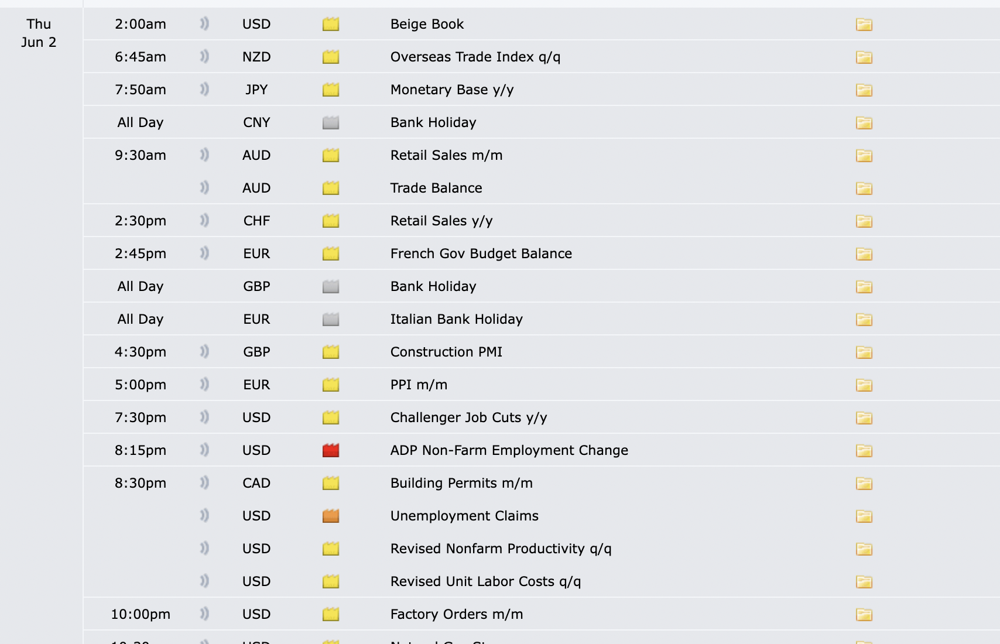 Thu
Jun 2
2:00am USD Beige Book
6:45am NZD Overseas Trade Index q/q
7:50am JPY Monetary Base y/y
All Day CNY Bank Holiday
9:30am AUD Retail Sales m/m
AUD Trade Balance
2:30pm CHF Retail Sales y/y
2:45pm EUR French Gov Budget Balance
All Day GBP Bank Holiday
All Day EUR Italian Bank Holiday
4:30pm GBP Construction PMI
5:00pm EUR PPI m/m
7:30pm USD Challenger Job Cuts y/y
8:15pm USD ADP Non-Farm Employment Change
8:30pm CAD Building Permits m/m
USD Unemployment Claims
USD Revised Nonfarm Productivity q/q
USD Revised Unit Labor Costs q/q
10:00pm USD Factory Orders m/m